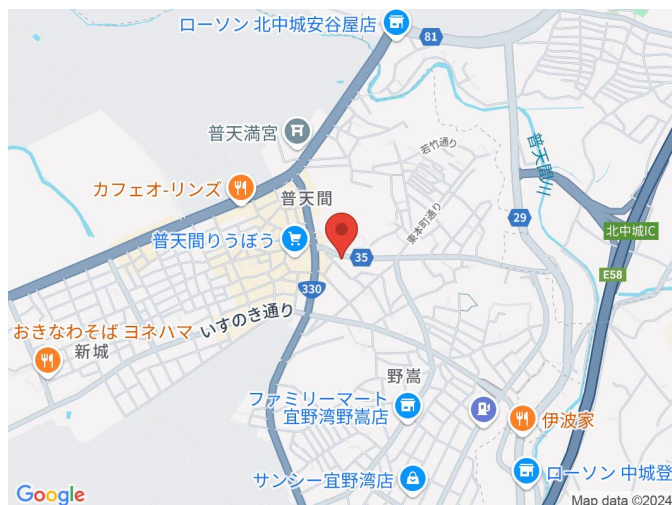 ローソン 北中城安谷屋店
81
普天満宮
若竹通り
普天間川
カフェオ-リンズ
普天間
東本町通り
29
北中城IC
普天間りうぼう
35
E58
330
いすのき通り
おきなわそば ヨネハマ
新城
野嵩
ファミリーマート
宜野湾野嵩店
伊波家
サンシー宜野湾店
ローソン 中城登
Google
Map data ©2024